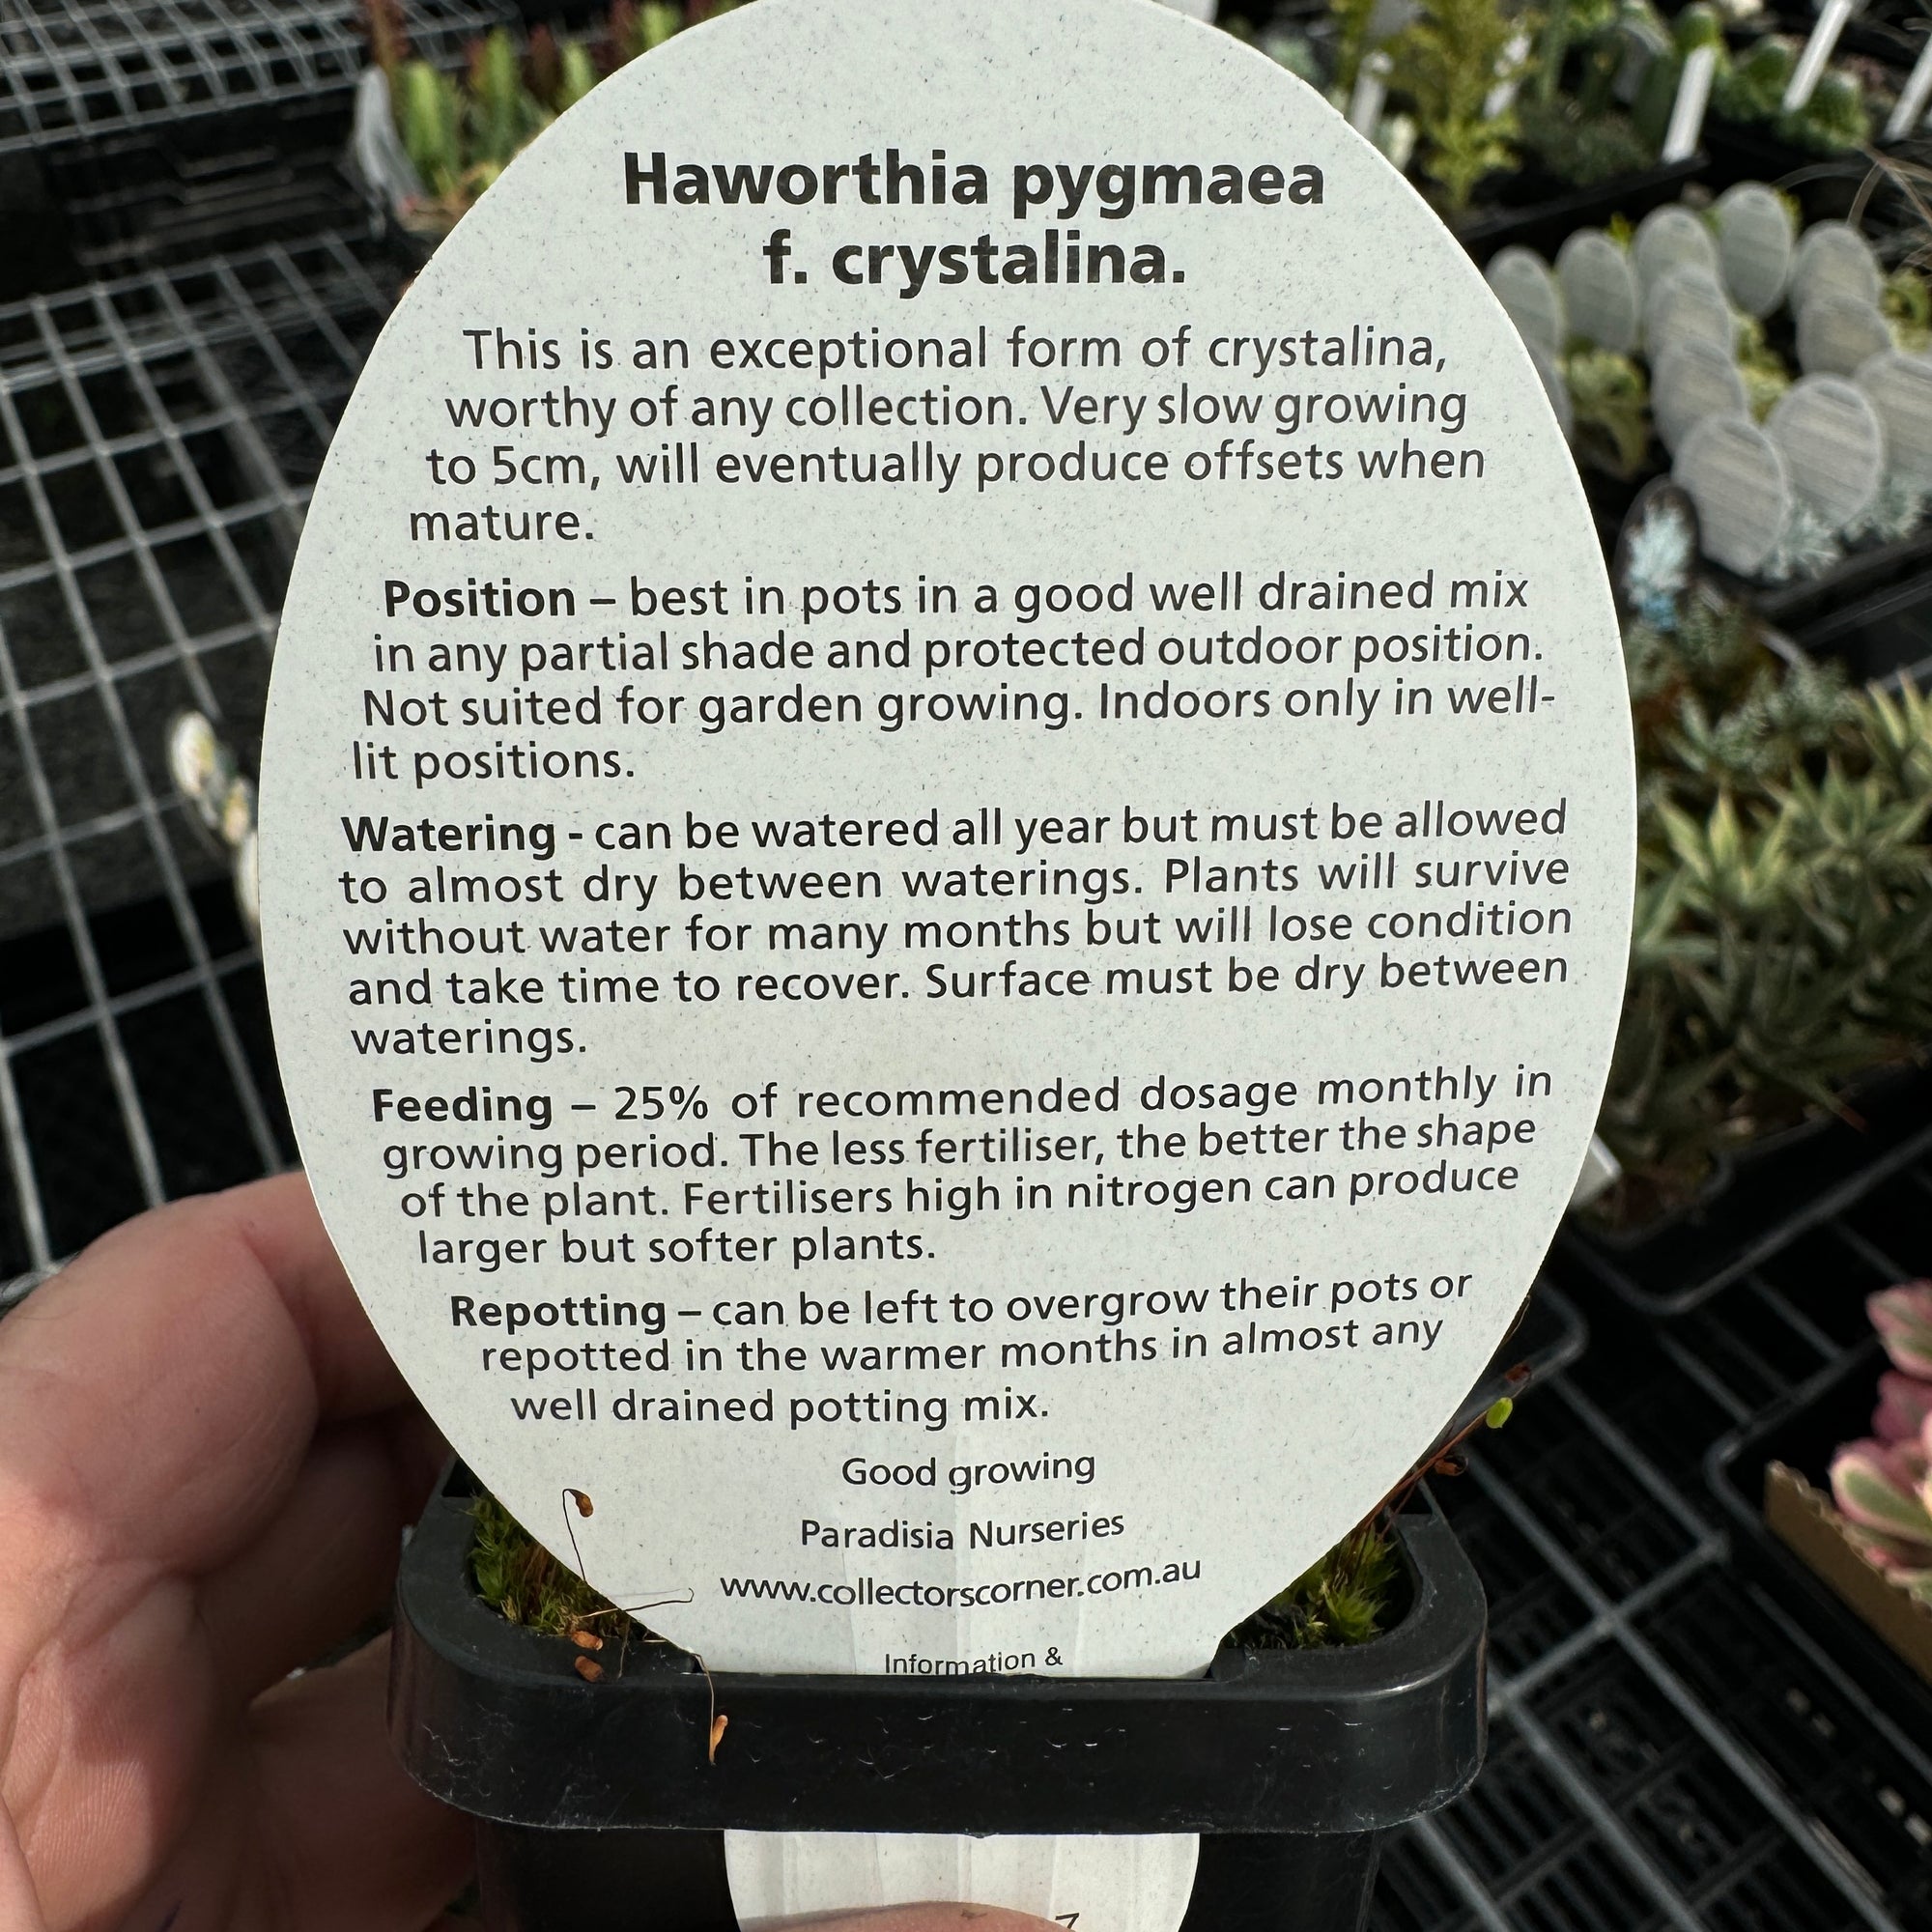 Haworthia pygmaea
f. crystalina.
This is an exceptional form of crystalina,
worthy of any collection. Very slow growing
to 5cm, will eventually produce offsets when
mature.
Position – best in pots in a good well drained mix
in any partial shade and protected outdoor position.
Not suited for garden growing. Indoors only in well-
lit positions.
Watering - can be watered all year but must be allowed
to almost dry between waterings. Plants will survive
without water for many months but will lose condition
and take time to recover. Surface must be dry between
waterings.
Feeding – 25% of recommended dosage monthly in
growing period. The less fertiliser, the better the shape
of the plant. Fertilisers high in nitrogen can produce
larger but softer plants.
Repotting – can be left to overgrow their pots or
repotted in the warmer months in almost any
well drained potting mix.
Good growing
Paradisia Nurseries
www.collectorscorner.com.au
Information &